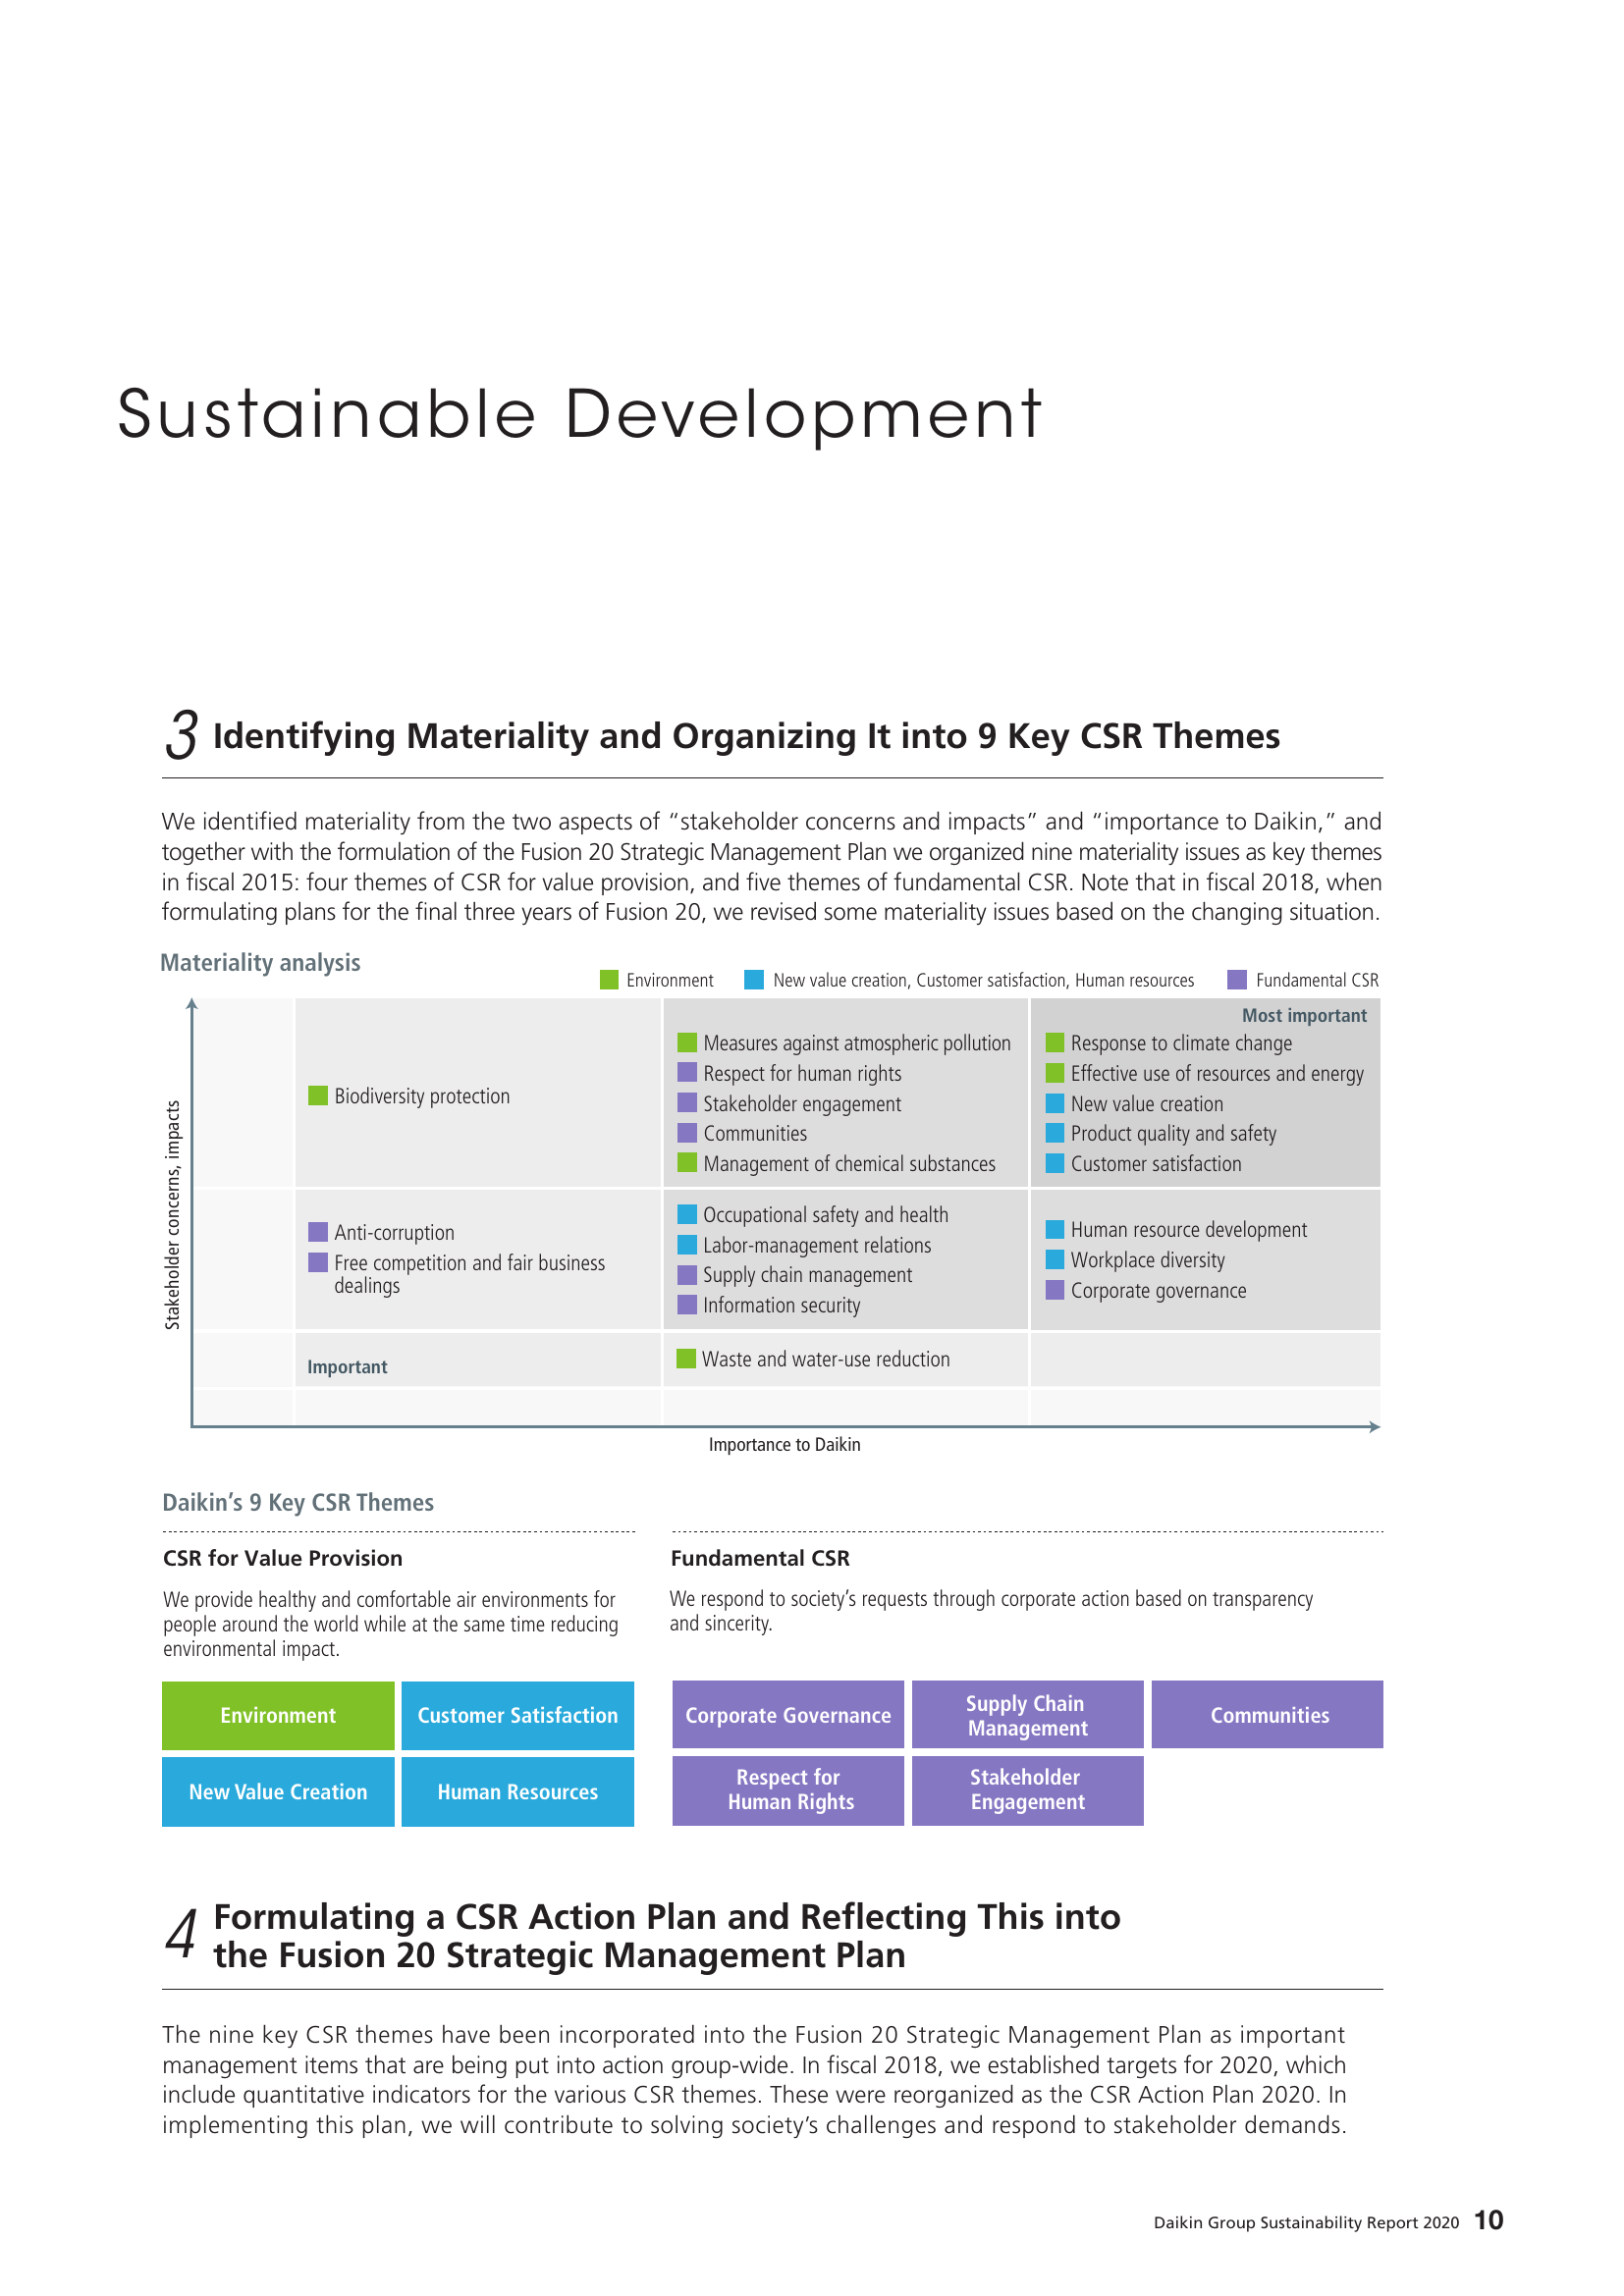 Sustainable Development
3 Identifying Materiality and Organizing It into 9 Key CSR Themes
We identified materiality from the two aspects of “stakeholder concerns and impacts” and “importance to Daikin,” and
together with the formulation of the Fusion 20 Strategic Management Plan we organized nine materiality issues as key themes
in fiscal 2015: four themes of CSR for value provision, and five themes of fundamental CSR. Note that in fiscal 2018, when
formulating plans for the final three years of Fusion 20, we revised some materiality issues based on the changing situation.
Materiality analysis
Environment
New value creation, Customer satisfaction, Human resources
Fundamental CSR
Stakeholder concerns, impacts
Biodiversity protection
Measures against atmospheric pollution
Respect for human rights
Stakeholder engagement
Communities
Management of chemical substances
Most important
Response to climate change
Effective use of resources and energy
New value creation
Product quality and safety
Customer satisfaction
Anti-corruption
Free competition and fair business
dealings
Occupational safety and health
Labor-management relations
Supply chain management
Information security
Human resource development
Workplace diversity
Corporate governance
Important
Waste and water-use reduction
Importance to Daikin
Daikin’s 9 Key CSR Themes
CSR for Value Provision
We provide healthy and comfortable air environments for
people around the world while at the same time reducing
environmental impact.
Environment
Customer Satisfaction
New Value Creation
Human Resources
Fundamental CSR
We respond to society’s requests through corporate action based on transparency
and sincerity.
Corporate Governance
Supply Chain
Management
Communities
Respect for
Human Rights
Stakeholder
Engagement
4 Formulating a CSR Action Plan and Reflecting This into
the Fusion 20 Strategic Management Plan
The nine key CSR themes have been incorporated into the Fusion 20 Strategic Management Plan as important
management items that are being put into action group-wide. In fiscal 2018, we established targets for 2020, which
include quantitative indicators for the various CSR themes. These were reorganized as the CSR Action Plan 2020. In
implementing this plan, we will contribute to solving society’s challenges and respond to stakeholder demands.
Daikin Group Sustainability Report 2020 10